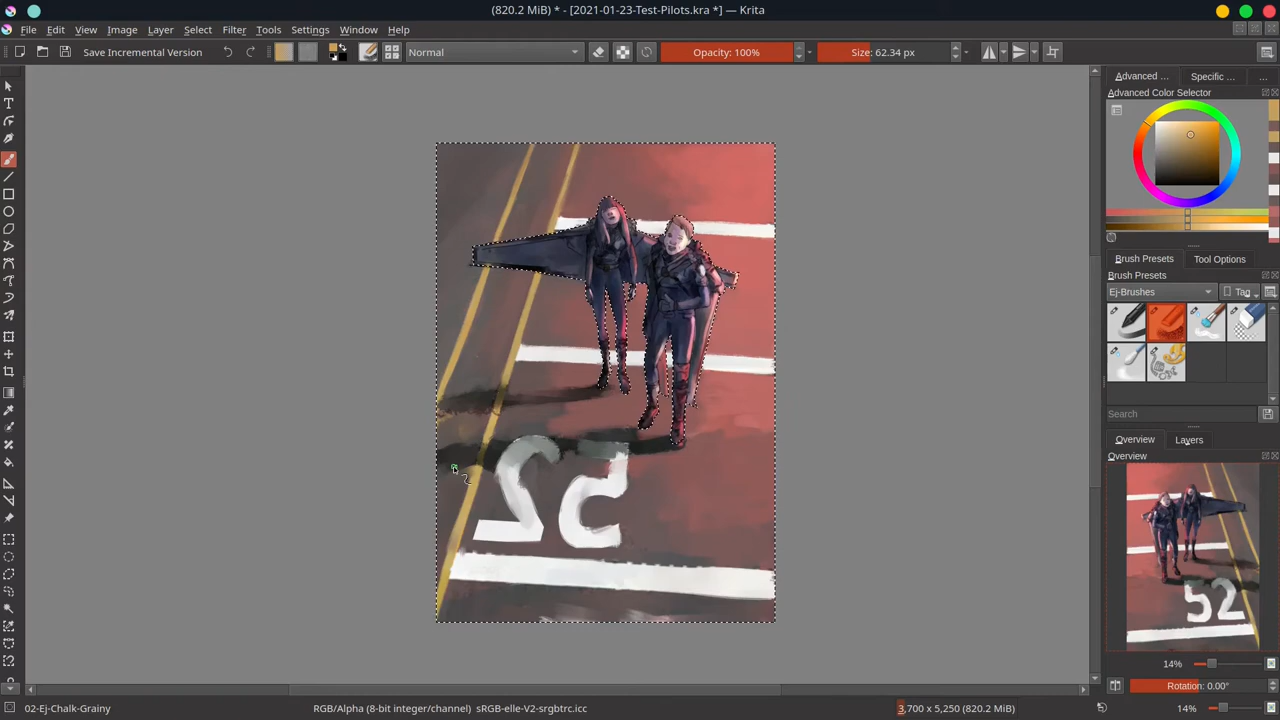 (820.2 MiB) * - [2021-01-23-Test-Pilots.kra *] — Krita
File Edit View Image Layer Select Filter Tools Settings Window Help
Save Incremental Version Normal Opacity: 100% Size: 62.34 px
Advanced ... Specific ... ...
Advanced Color Selector
Brush Presets Tool Options
Brush Presets
Ej-Brushes Tag
Search
Overview Layers
Overview
52
52
14%
Rotation: 0.00°
02-Ej-Chalk-Grainy RGB/Alpha (8-bit integer/channel) sRGB-elle-V2-srgbtrc.icc 3,700 x 5,250 (820.2 MiB) 14%